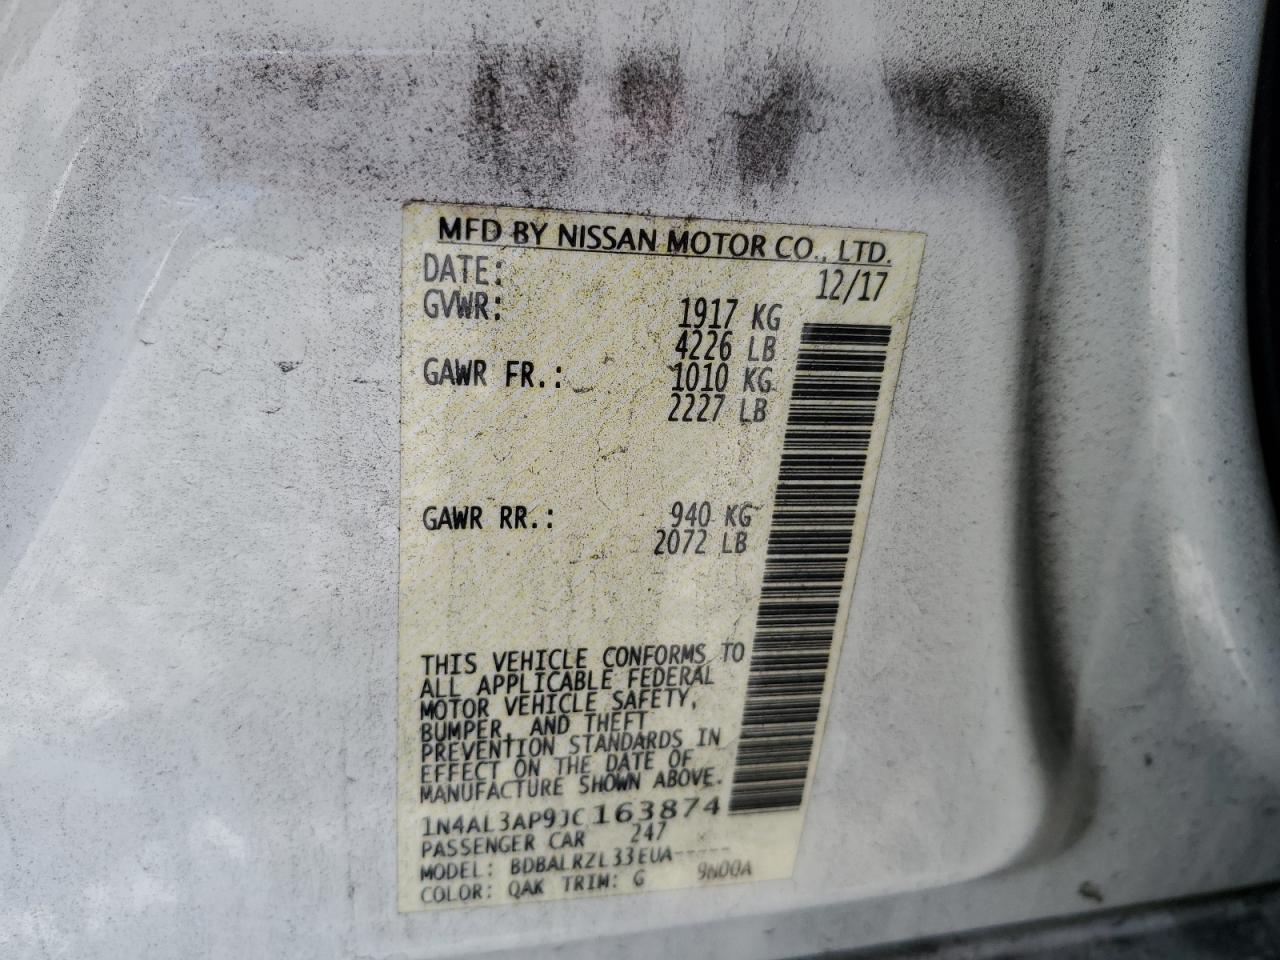 MFD BY NISSAN MOTOR CO., LTD.
DATE: 12/17
GVWR: 1917 KG
4226 LB
GAWR FR.: 1010 KG
2227 LB
GAWR RR.: 940 KG
2072 LB
THIS VEHICLE CONFORMS TO
ALL APPLICABLE FEDERAL
MOTOR VEHICLE SAFETY,
BUMPER, AND THEFT
PREVENTION STANDARDS IN
EFFECT ON THE DATE OF
MANUFACTURE SHOWN ABOVE.
1N4AL3AP9JC163874
PASSENGER CAR 247
MODEL: BDBALRZL33EUA-----
COLOR: QAK TRIM: G 9N00A